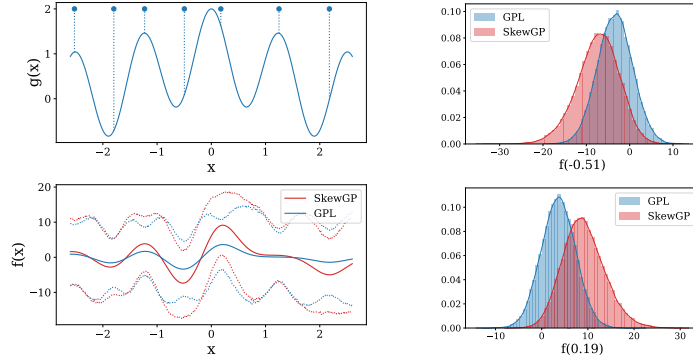 2
1
0
g(x)
−2 −1 0 1 2
x
0.10
0.08
0.06
0.04
0.02
0.00
GPL
SkewGP
−30 −20 −10 0 10
f(-0.51)
20
10
0
−10
f(x)
SkewGP
GPL
−2 −1 0 1 2
x
0.10
0.08
0.06
0.04
0.02
0.00
GPL
SkewGP
−10 0 10 20 30
f(0.19)